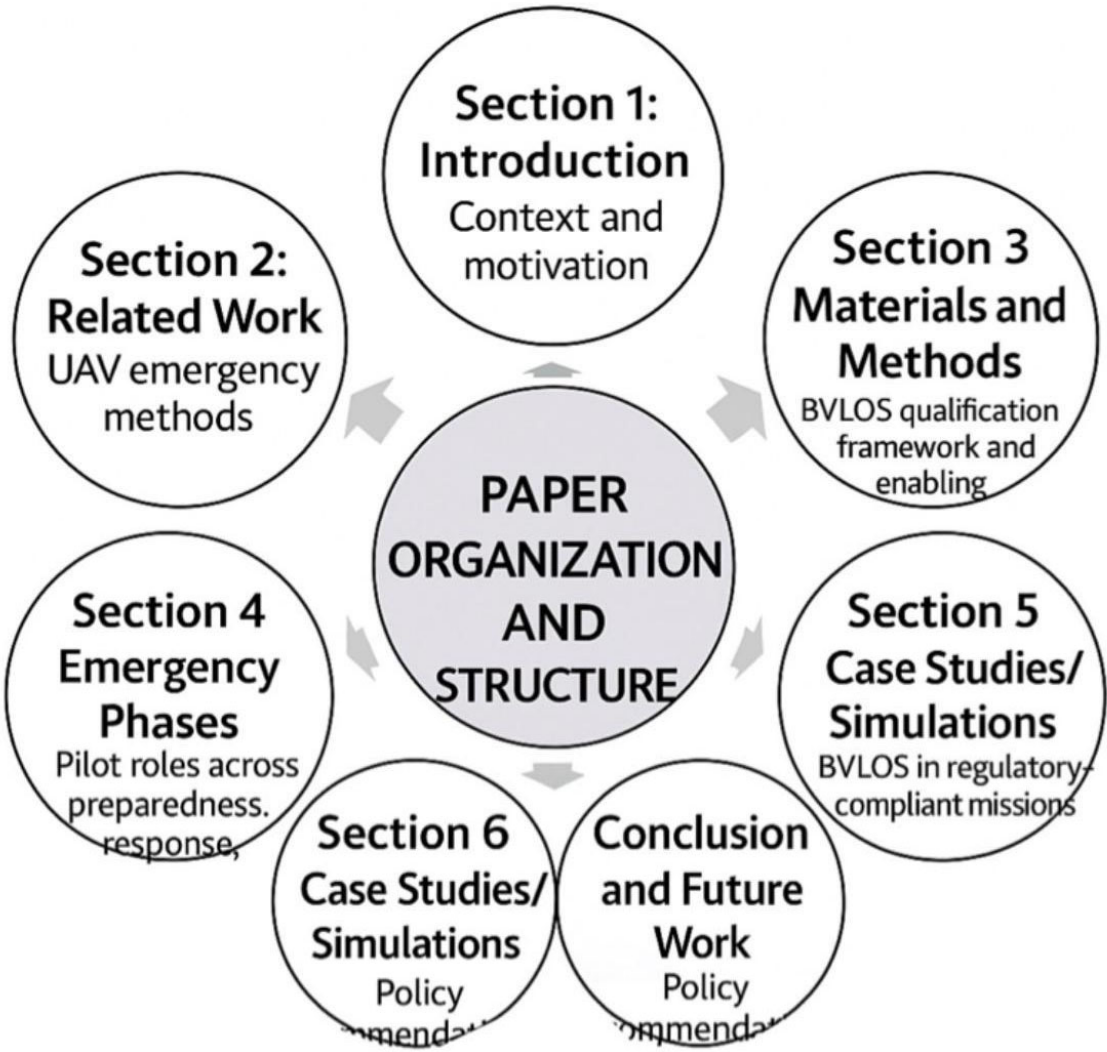 Section 1:
Introduction
Context and
motivation
Section 2:
Related Work
UAV emergency
methods
Section 3
Materials and
Methods
BVLOS qualification
framework and
enabling
PAPER
ORGANIZATION
AND
STRUCTURE
Section 4
Emergency
Phases
Pilot roles across
preparedness.
response,
Section 5
Case Studies/
Simulations
BVLOS in regulatory-
compliant missions
Section 6
Case Studies/
Simulations
Policy
Conclusion
and Future
Work
Policy